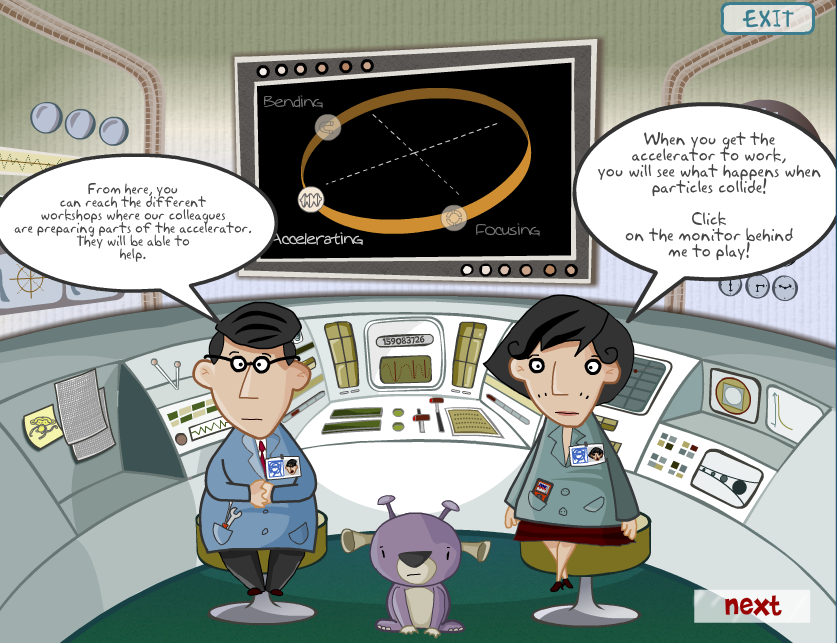 EXIT
Bending
Accelerating
Focusing
From here, you
can reach the different
workshops where our colleagues
are preparing parts of the accelerator.
They will be able to
help.
When you get the
accelerator to work,
you will see what happens when
particles collide!
Click
on the monitor behind
me to play!
159083726
next